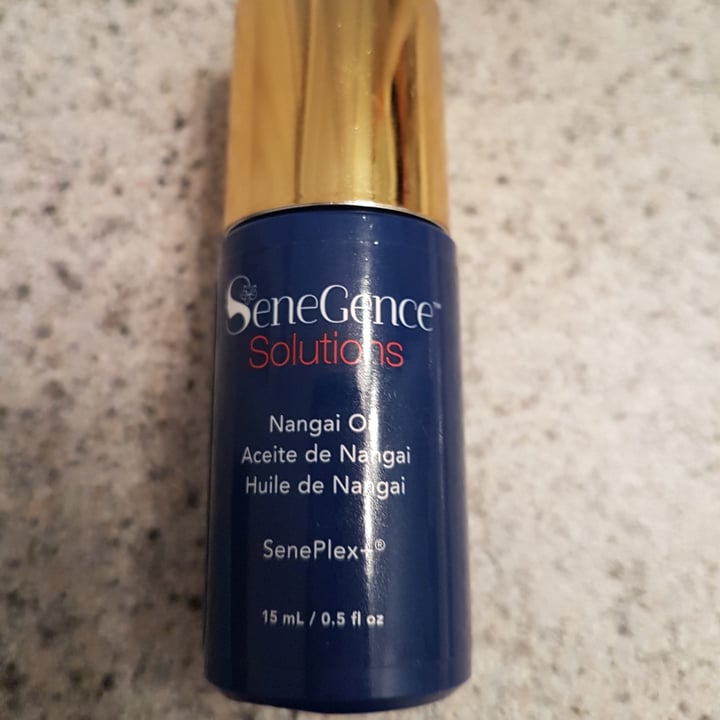 SeneGence™
Solutions
Nangai Oil
Aceite de Nangai
Huile de Nangai
SenePlex+®
15 mL / 0.5 fl oz